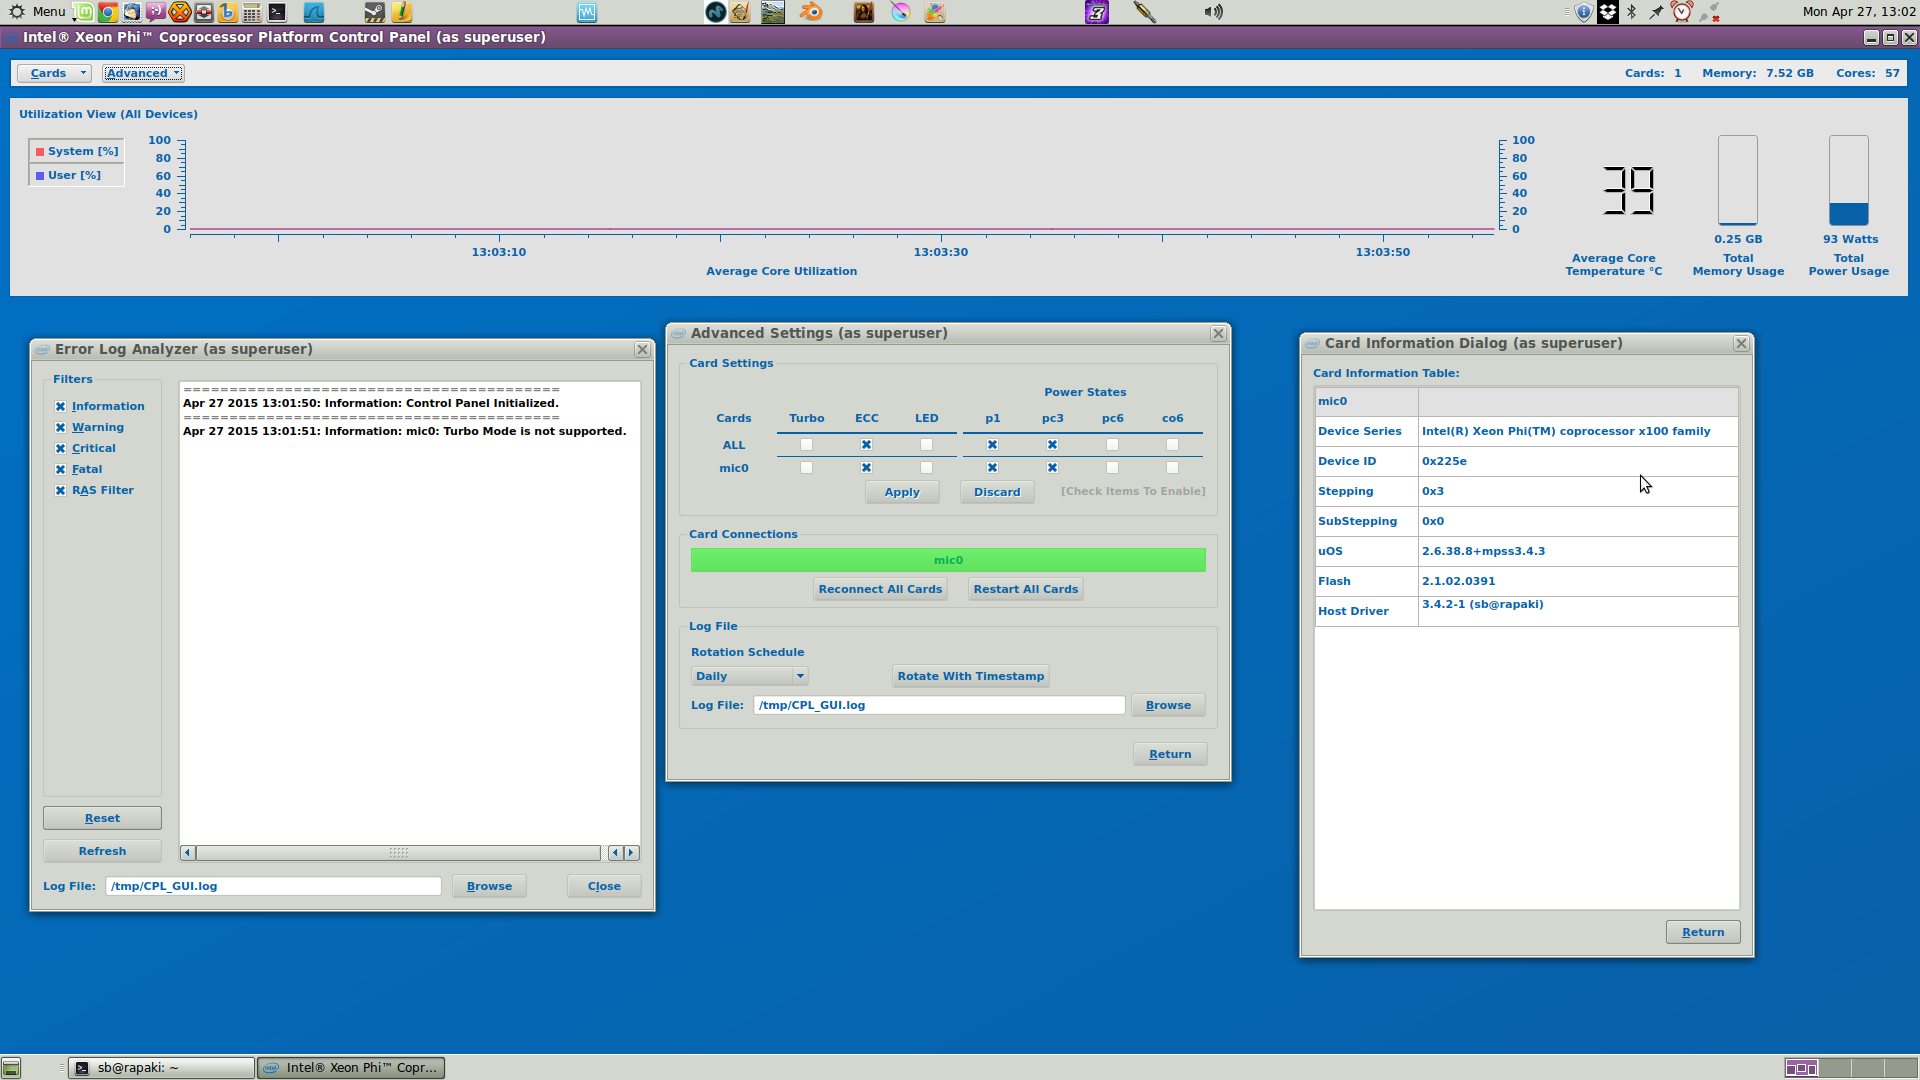 Menu
Mon Apr 27, 13:02
Intel® Xeon Phi™ Coprocessor Platform Control Panel (as superuser)
Cards Advanced Cards: 1 Memory: 7.52 GB Cores: 57
Utilization View (All Devices)
System [%]
User [%]
100 100
80 80
60 60
40 40
20 20
0 0
13:03:10 13:03:30 13:03:50
Average Core Utilization
39
Average Core
Temperature °C
0.25 GB
Total
Memory Usage
93 Watts
Total
Power Usage
Error Log Analyzer (as superuser)
Filters
Information
Warning
Critical
Fatal
RAS Filter
=========================================
Apr 27 2015 13:01:50: Information: Control Panel Initialized.
=========================================
Apr 27 2015 13:01:51: Information: mic0: Turbo Mode is not supported.
Reset
Refresh
Log File: /tmp/CPL_GUI.log Browse Close
Advanced Settings (as superuser)
Card Settings
Power States
Cards Turbo ECC LED p1 pc3 pc6 co6
ALL
mic0
Apply Discard [Check Items To Enable]
Card Connections
mic0
Reconnect All Cards Restart All Cards
Log File
Rotation Schedule
Daily Rotate With Timestamp
Log File: /tmp/CPL_GUI.log Browse
Return
Card Information Dialog (as superuser)
Card Information Table:
mic0
Device Series Intel(R) Xeon Phi(TM) coprocessor x100 family
Device ID 0x225e
Stepping 0x3
SubStepping 0x0
uOS 2.6.38.8+mpss3.4.3
Flash 2.1.02.0391
Host Driver 3.4.2-1 (sb@rapaki)
Return
sb@rapaki: ~
Intel® Xeon Phi™ Copr...